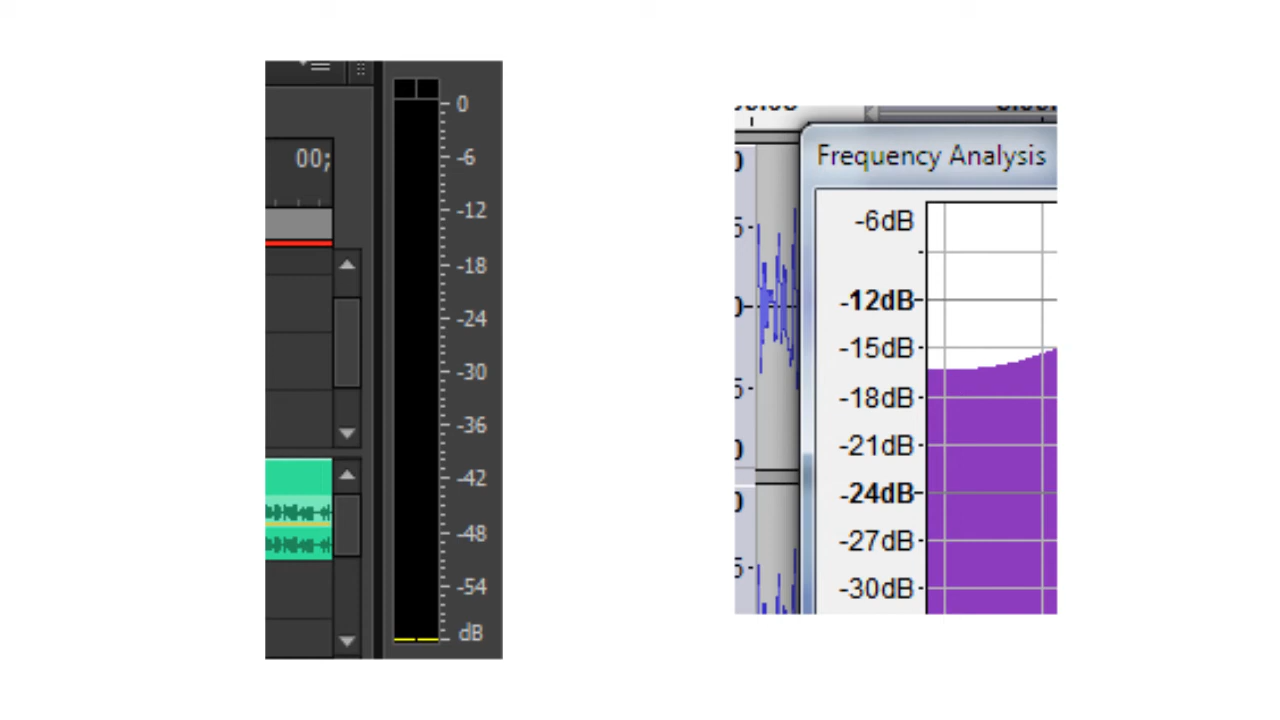 00;
0
-6
-12
-18
-24
-30
-36
-42
-48
-54
dB
Frequency Analysis
-6dB
-12dB
-15dB
-18dB
-21dB
-24dB
-27dB
-30dB